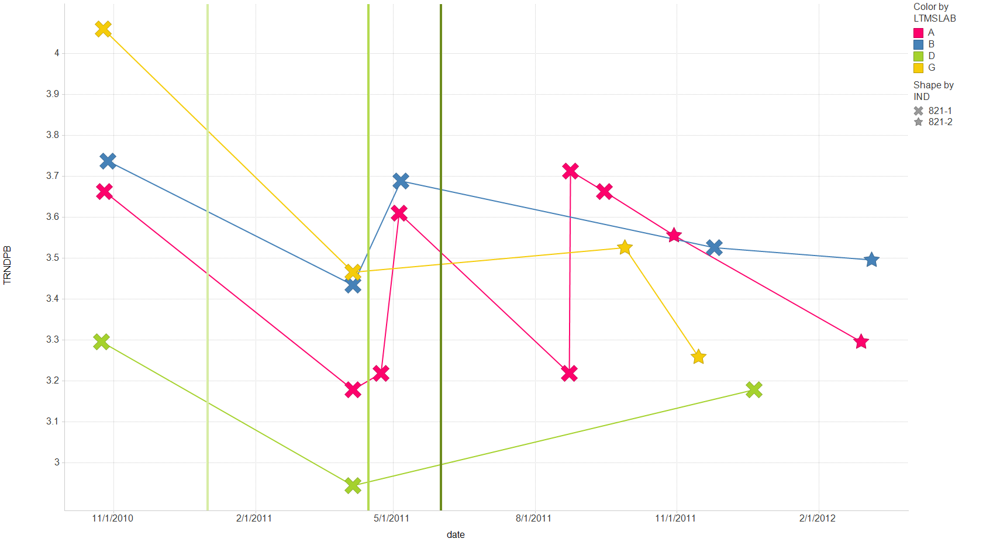 Color by
LTMSLAB
A
B
D
G
Shape by
IND
821-1
821-2
TRNDPB
4
3.9
3.8
3.7
3.6
3.5
3.4
3.3
3.2
3.1
3
11/1/2010 2/1/2011 5/1/2011 8/1/2011 11/1/2011 2/1/2012
date